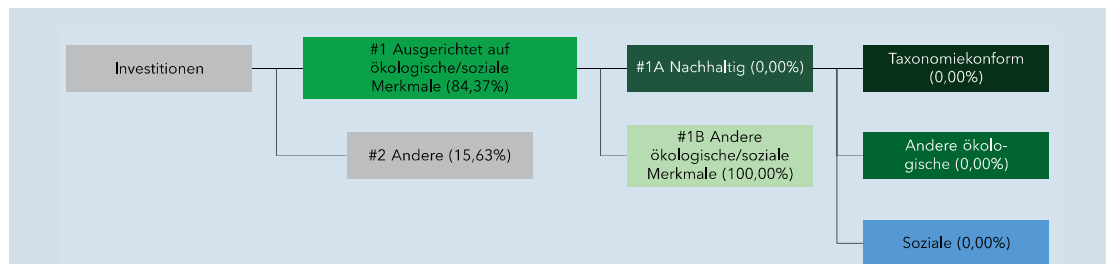 Investitionen
#1 Ausgerichtet auf
ökologische/soziale
Merkmale (84,37%)
#1A Nachhaltig (0,00%)
Taxonomiekonform
(0,00%)
#2 Andere (15,63%)
#1B Andere
ökologische/soziale
Merkmale (100,00%)
Andere ökolo-
gische (0,00%)
Soziale (0,00%)